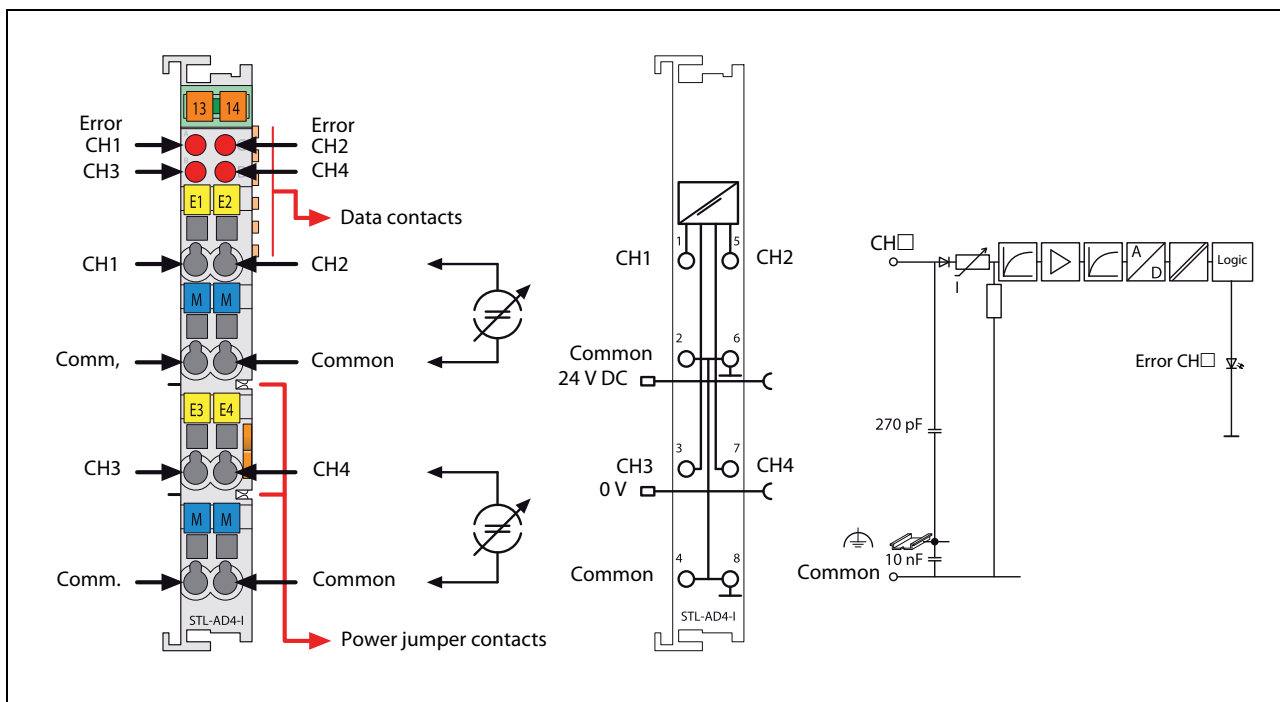 13 14
Error
CH1
CH3
Error
CH2
CH4
E1 E2
Data contacts
CH1
CH2
M M
Comm,
Common
E3 E4
CH3
CH4
M M
Comm.
Common
STL-AD4-I
Power jumper contacts
1
5
CH1
CH2
2
6
Common
24 V DC
3
7
CH3
CH4
0 V
4
8
Common
STL-AD4-I
CH□
I
A
D
Logic
Error CH□
270 pF
10 nF
Common